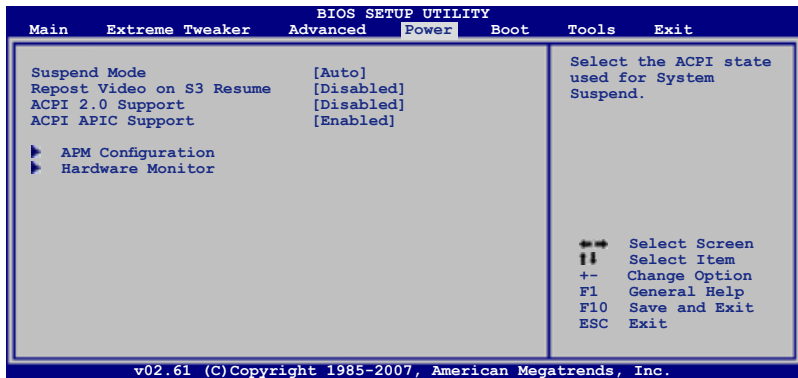 BIOS SETUP UTILITY
Main Extreme Tweaker Advanced Power Boot Tools Exit
Suspend Mode [Auto]
Repost Video on S3 Resume [Disabled]
ACPI 2.0 Support [Disabled]
ACPI APIC Support [Enabled]
APM Configuration
Hardware Monitor
Select the ACPI state
used for System
Suspend.
←→ Select Screen
↑↓ Select Item
+- Change Option
F1 General Help
F10 Save and Exit
ESC Exit
v02.61 (C)Copyright 1985-2007, American Megatrends, Inc.